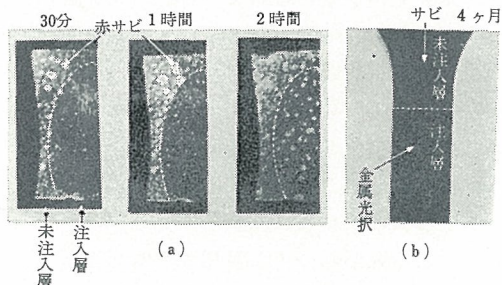 30分
1時間
2時間
赤サビ
未注入層
注入層
(a)
サビ 4ヶ月
未注入層
注入層
金属光択
(b)